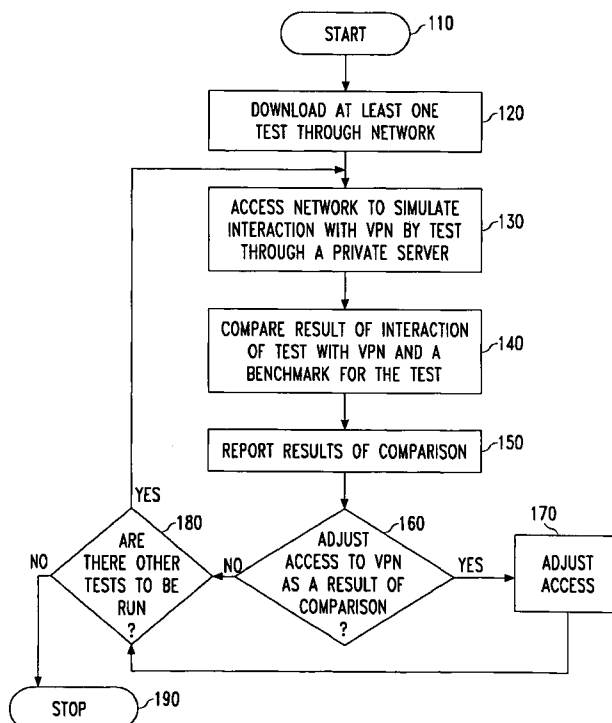 START
110
DOWNLOAD AT LEAST ONE
TEST THROUGH NETWORK
120
ACCESS NETWORK TO SIMULATE
INTERACTION WITH VPN BY TEST
THROUGH A PRIVATE SERVER
130
COMPARE RESULT OF INTERACTION
OF TEST WITH VPN AND A
BENCHMARK FOR THE TEST
140
REPORT RESULTS OF COMPARISON
150
ADJUST
ACCESS TO VPN
AS A RESULT OF
COMPARISON
?
160
YES
ADJUST
ACCESS
170
NO
ARE
THERE OTHER
TESTS TO BE
RUN
?
180
YES
NO
STOP
190